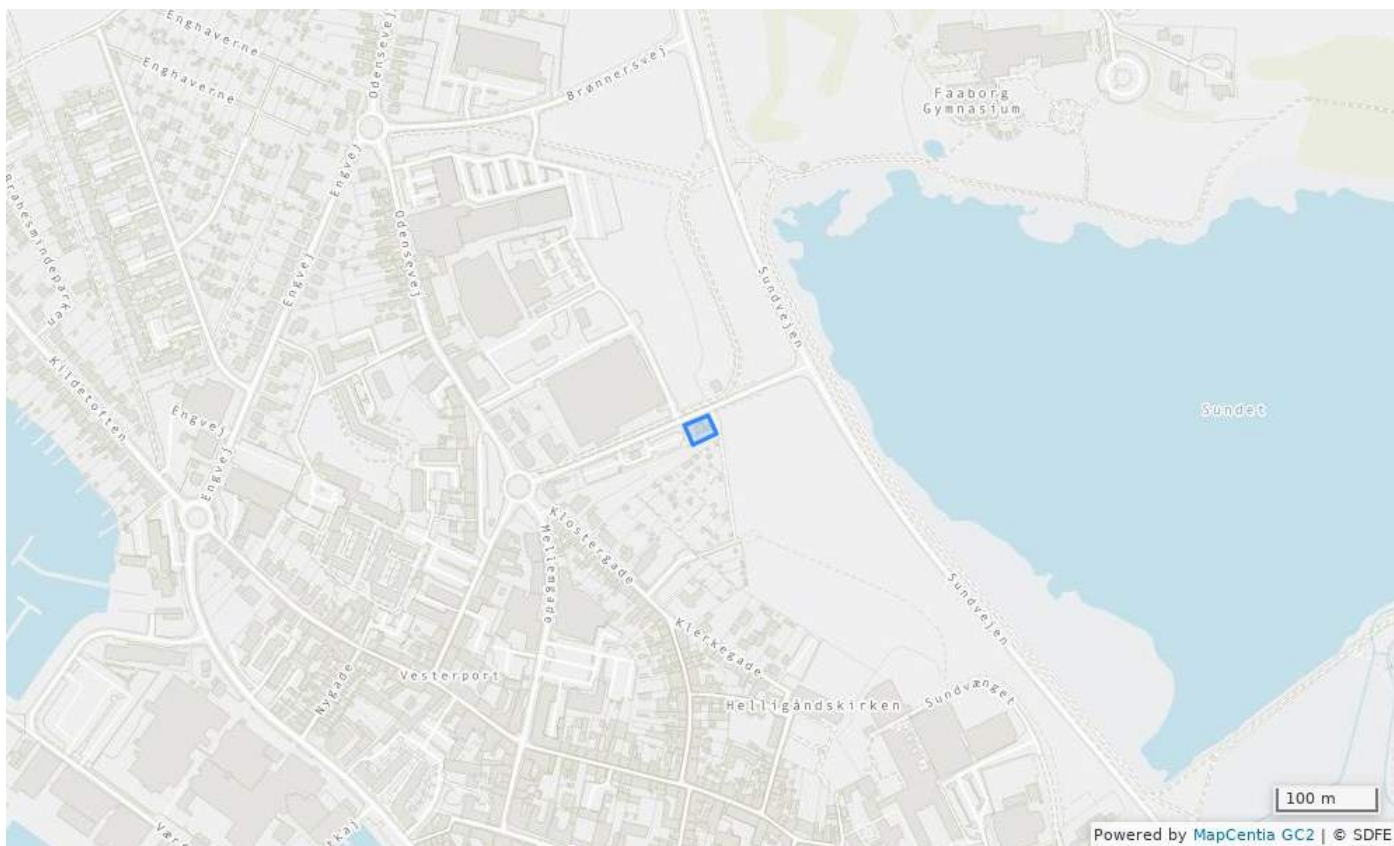 Enghaverne
Odensevej
Enghaverne
Brønnersvej
Faaborg
Gymnasium
Engvej
Odensevej
Engvej
Sundvejen
Kildetoften
Engvej
Engvej
Sundet
Klostergade
Mellemgade
Sundvejen
Klerkegade
Vesterport
Nygade
Helligåndskirken
Sundvænget
100 m
Powered by MapCentia GC2 | © SDFE